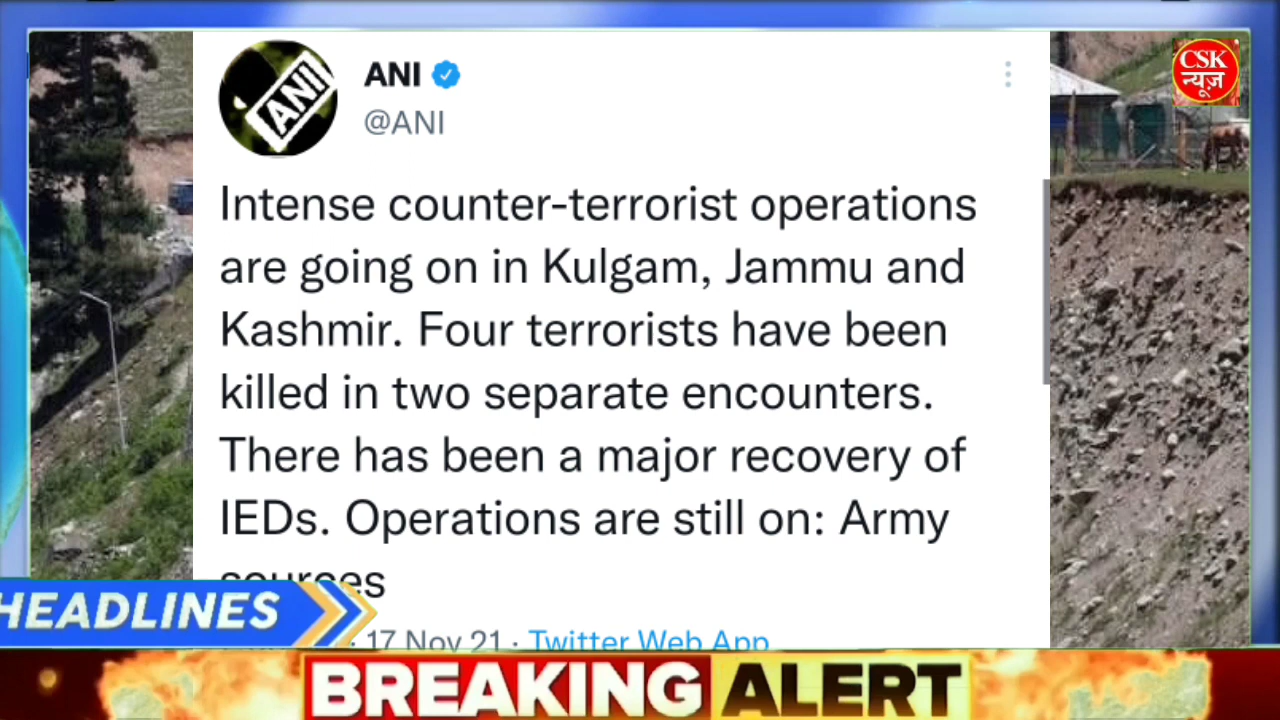 CSK
न्यूज़
ANI
ANI
@ANI
Intense counter-terrorist operations
are going on in Kulgam, Jammu and
Kashmir. Four terrorists have been
killed in two separate encounters.
There has been a major recovery of
IEDs. Operations are still on: Army
sources
HEADLINES
· 17 Nov 21 · Twitter Web App
BREAKING ALERT